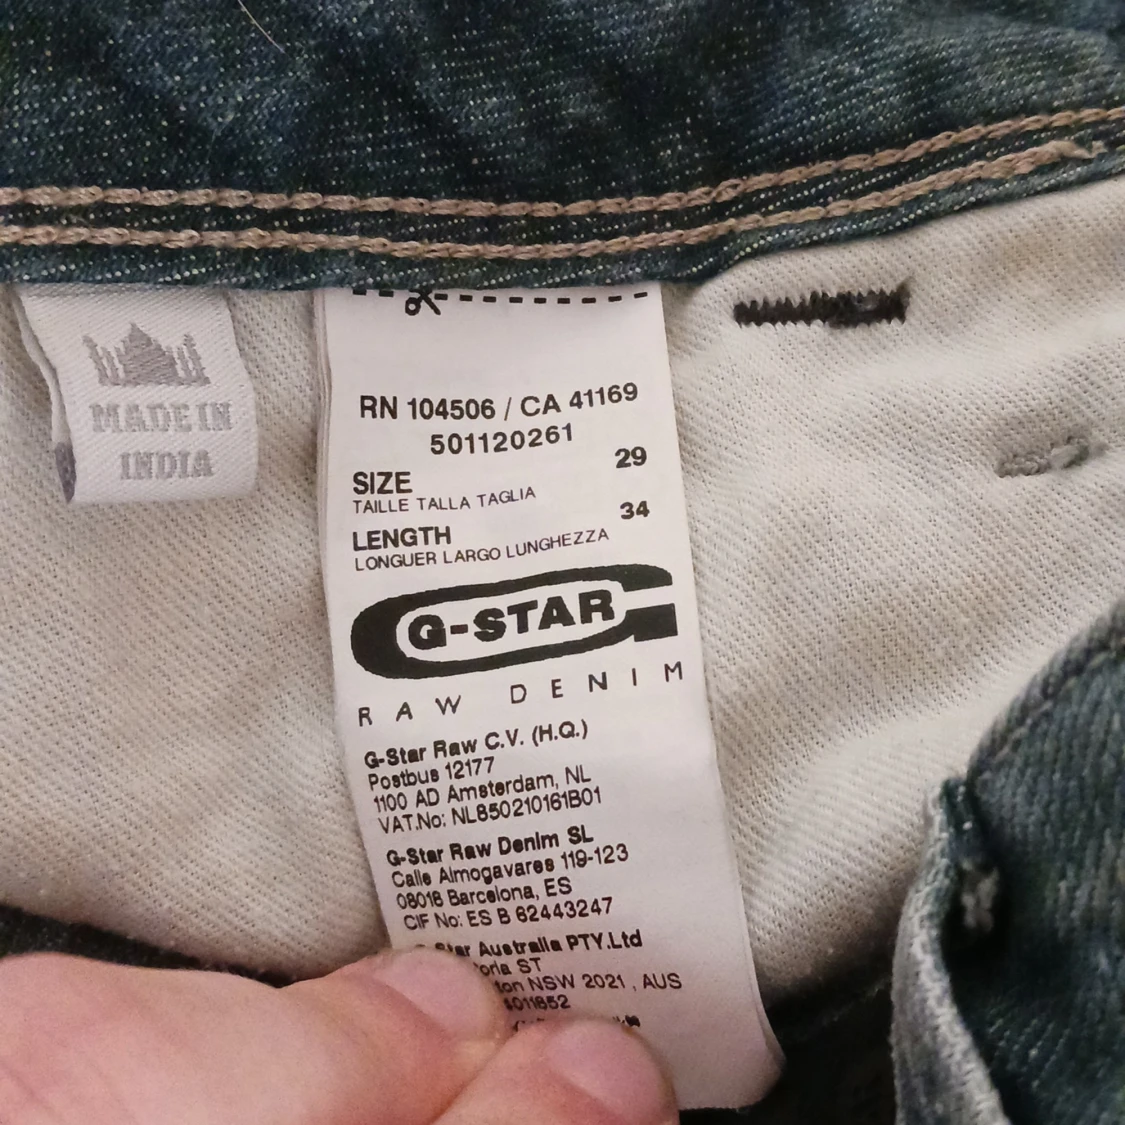 MADE IN
INDIA
RN 104506 / CA 41169
501120261
SIZE 29
TAILLE TALLA TAGLIA
LENGTH 34
LONGUER LARGO LUNGHEZZA
G-STAR
RAW DENIM
G-Star Raw C.V. (H.Q.)
Postbus 12177
1100 AD Amsterdam, NL
VAT.No: NL850210161B01
G-Star Raw Denim SL
Calle Almogavares 119-123
08018 Barcelona, ES
CIF No: ES B 62443247
Star Australia PTY.Ltd
ST
NSW 2021 , AUS